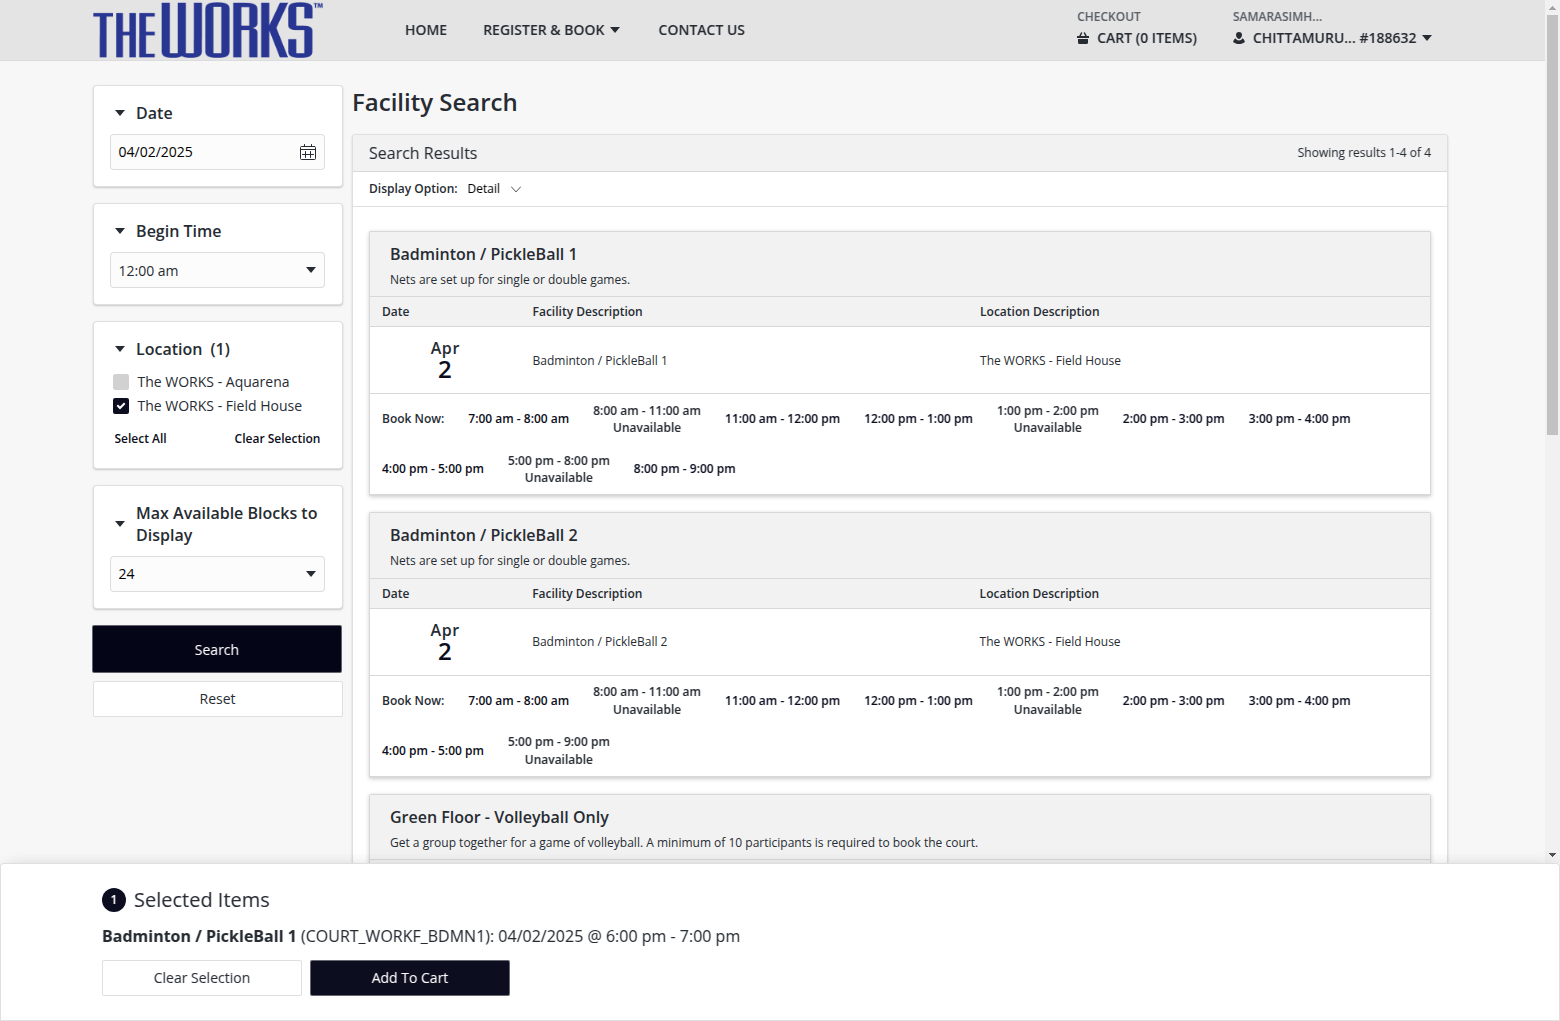 THE WORKS™
HOME
REGISTER & BOOK
CONTACT US
CHECKOUT
CART (0 ITEMS)
SAMARASIMH...
CHITTAMURU... #188632
Date
04/02/2025
Begin Time
12:00 am
Location (1)
The WORKS - Aquarena
The WORKS - Field House
Select All
Clear Selection
Max Available Blocks to
Display
24
Search
Reset
Facility Search
Search Results
Showing results 1-4 of 4
Display Option: Detail
Badminton / PickleBall 1
Nets are set up for single or double games.
Date Facility Description Location Description
Apr
2
Badminton / PickleBall 1
The WORKS - Field House
Book Now: 7:00 am - 8:00 am 8:00 am - 11:00 am Unavailable 11:00 am - 12:00 pm 12:00 pm - 1:00 pm 1:00 pm - 2:00 pm Unavailable 2:00 pm - 3:00 pm 3:00 pm - 4:00 pm
4:00 pm - 5:00 pm 5:00 pm - 8:00 pm Unavailable 8:00 pm - 9:00 pm
Badminton / PickleBall 2
Nets are set up for single or double games.
Date Facility Description Location Description
Apr
2
Badminton / PickleBall 2
The WORKS - Field House
Book Now: 7:00 am - 8:00 am 8:00 am - 11:00 am Unavailable 11:00 am - 12:00 pm 12:00 pm - 1:00 pm 1:00 pm - 2:00 pm Unavailable 2:00 pm - 3:00 pm 3:00 pm - 4:00 pm
4:00 pm - 5:00 pm 5:00 pm - 9:00 pm Unavailable
Green Floor - Volleyball Only
Get a group together for a game of volleyball. A minimum of 10 participants is required to book the court.
1 Selected Items
Badminton / PickleBall 1 (COURT_WORKF_BDMN1): 04/02/2025 @ 6:00 pm - 7:00 pm
Clear Selection
Add To Cart